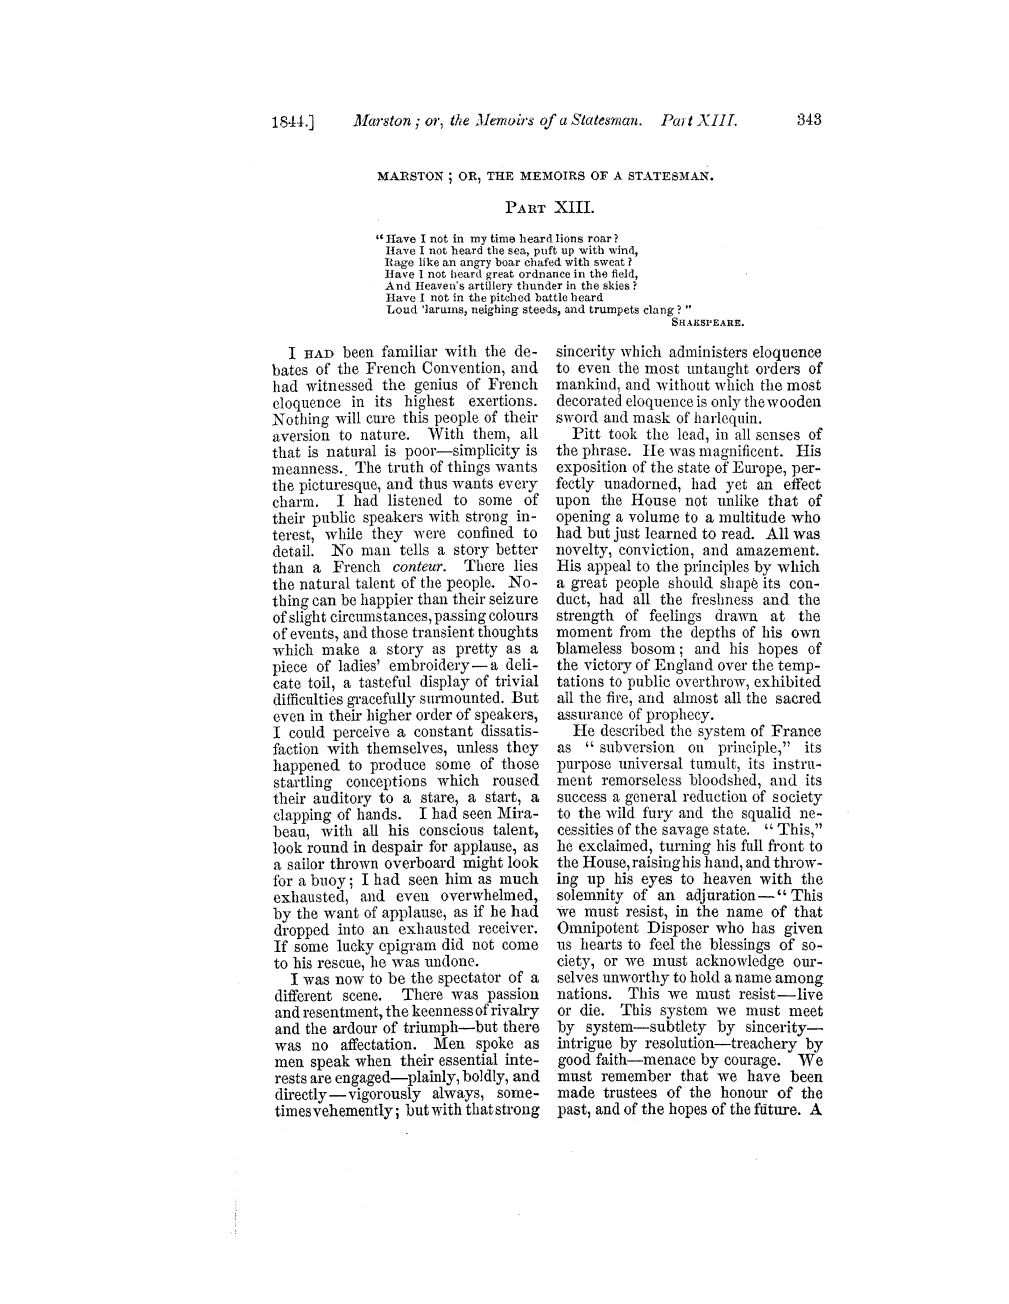 1844.] Marston; or, the Memoirs of a Statesman. Part XIII. 343
MARSTON; OR, THE MEMOIRS OF A STATESMAN.
PART XIII.
"Have I not in my time heard lions roar?
Have I not heard the sea, puft up with wind,
Rage like an angry boar chafed with sweat?
Have I not heard great ordnance in the field,
And Heaven's artillery thunder in the skies?
Have I not in the pitched battle heard
Loud 'larums, neighing steeds, and trumpets clang?"
SHAKSPEARE.
I HAD been familiar with the de-
bates of the French Convention, and
had witnessed the genius of French
eloquence in its highest exertions.
Nothing will cure this people of their
aversion to nature. With them, all
that is natural is poor—simplicity is
meanness. The truth of things wants
the picturesque, and thus wants every
charm. I had listened to some of
their public speakers with strong in-
terest, while they were confined to
detail. No man tells a story better
than a French conteur. There lies
the natural talent of the people. No-
thing can be happier than their seizure
of slight circumstances, passing colours
of events, and those transient thoughts
which make a story as pretty as a
piece of ladies' embroidery—a deli-
cate toil, a tasteful display of trivial
difficulties gracefully surmounted. But
even in their higher order of speakers,
I could perceive a constant dissatis-
faction with themselves, unless they
happened to produce some of those
startling conceptions which roused
their auditory to a stare, a start, a
clapping of hands. I had seen Mira-
beau, with all his conscious talent,
look round in despair for applause, as
a sailor thrown overboard might look
for a buoy; I had seen him as much
exhausted, and even overwhelmed,
by the want of applause, as if he had
dropped into an exhausted receiver.
If some lucky epigram did not come
to his rescue, he was undone.
I was now to be the spectator of a
different scene. There was passion
and resentment, the keenness of rivalry
and the ardour of triumph—but there
was no affectation. Men spoke as
men speak when their essential inte-
rests are engaged—plainly, boldly, and
directly—vigorously always, some-
times vehemently; but with that strong
sincerity which administers eloquence
to even the most untaught orders of
mankind, and without which the most
decorated eloquence is only the wooden
sword and mask of harlequin.
Pitt took the lead, in all senses of
the phrase. He was magnificent. His
exposition of the state of Europe, per-
fectly unadorned, had yet an effect
upon the House not unlike that of
opening a volume to a multitude who
had but just learned to read. All was
novelty, conviction, and amazement.
His appeal to the principles by which
a great people should shape its con-
duct, had all the freshness and the
strength of feelings drawn at the
moment from the depths of his own
blameless bosom; and his hopes of
the victory of England over the temp-
tations to public overthrow, exhibited
all the fire, and almost all the sacred
assurance of prophecy.
He described the system of France
as "subversion on principle," its
purpose universal tumult, its instru-
ment remorseless bloodshed, and its
success a general reduction of society
to the wild fury and the squalid ne-
cessities of the savage state. "This,"
he exclaimed, turning his full front to
the House, raising his hand, and throw-
ing up his eyes to heaven with the
solemnity of an adjuration—"This
we must resist, in the name of that
Omnipotent Disposer who has given
us hearts to feel the blessings of so-
ciety, or we must acknowledge our-
selves unworthy to hold a name among
nations. This we must resist—live
or die. This system we must meet
by system—subtlety by sincerity—
intrigue by resolution—treachery by
good faith—menace by courage. We
must remember that we have been
made trustees of the honour of the
past, and of the hopes of the future. A